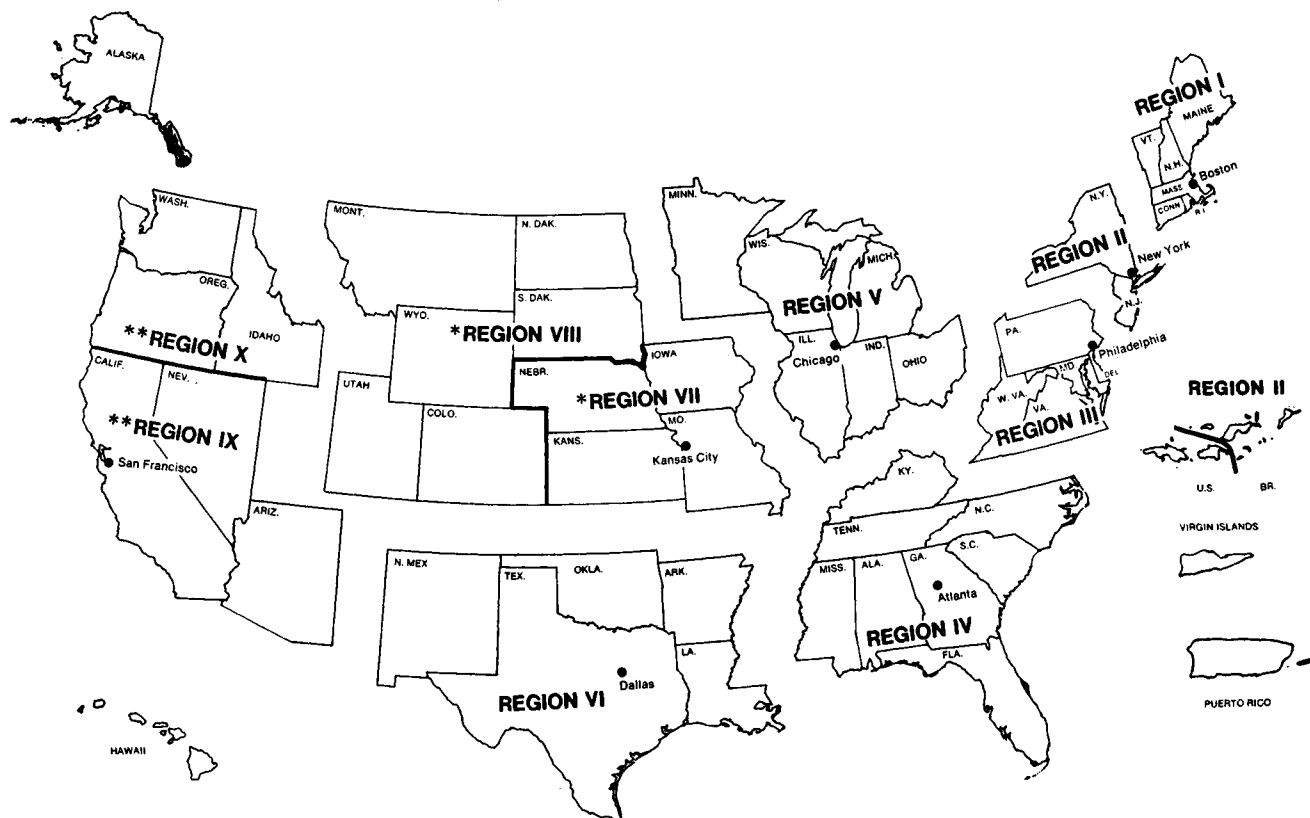 ALASKA
REGION I
MAINE
VT.
N.H.
MASS
Boston
CONN
R I
N.Y.
REGION II
New York
N.J.
WASH.
OREG.
IDAHO
**REGION X
MONT.
N. DAK.
S. DAK.
WYO.
*REGION VIII
UTAH
COLO.
MINN.
WIS.
MICH.
REGION V
ILL.
Chicago
IND.
OHIO
PA.
Philadelphia
MD.
DEL
W. VA.
VA.
REGION III
CALIF.
NEV.
**REGION IX
San Francisco
ARIZ.
NEBR.
IOWA
*REGION VII
KANS.
MO.
Kansas City
REGION II
U.S.
BR.
VIRGIN ISLANDS
PUERTO RICO
KY.
TENN.
N.C.
S.C.
MISS.
ALA.
GA.
Atlanta
REGION IV
FLA.
N. MEX
TEX.
OKLA.
ARK.
LA.
Dallas
REGION VI
HAWAII